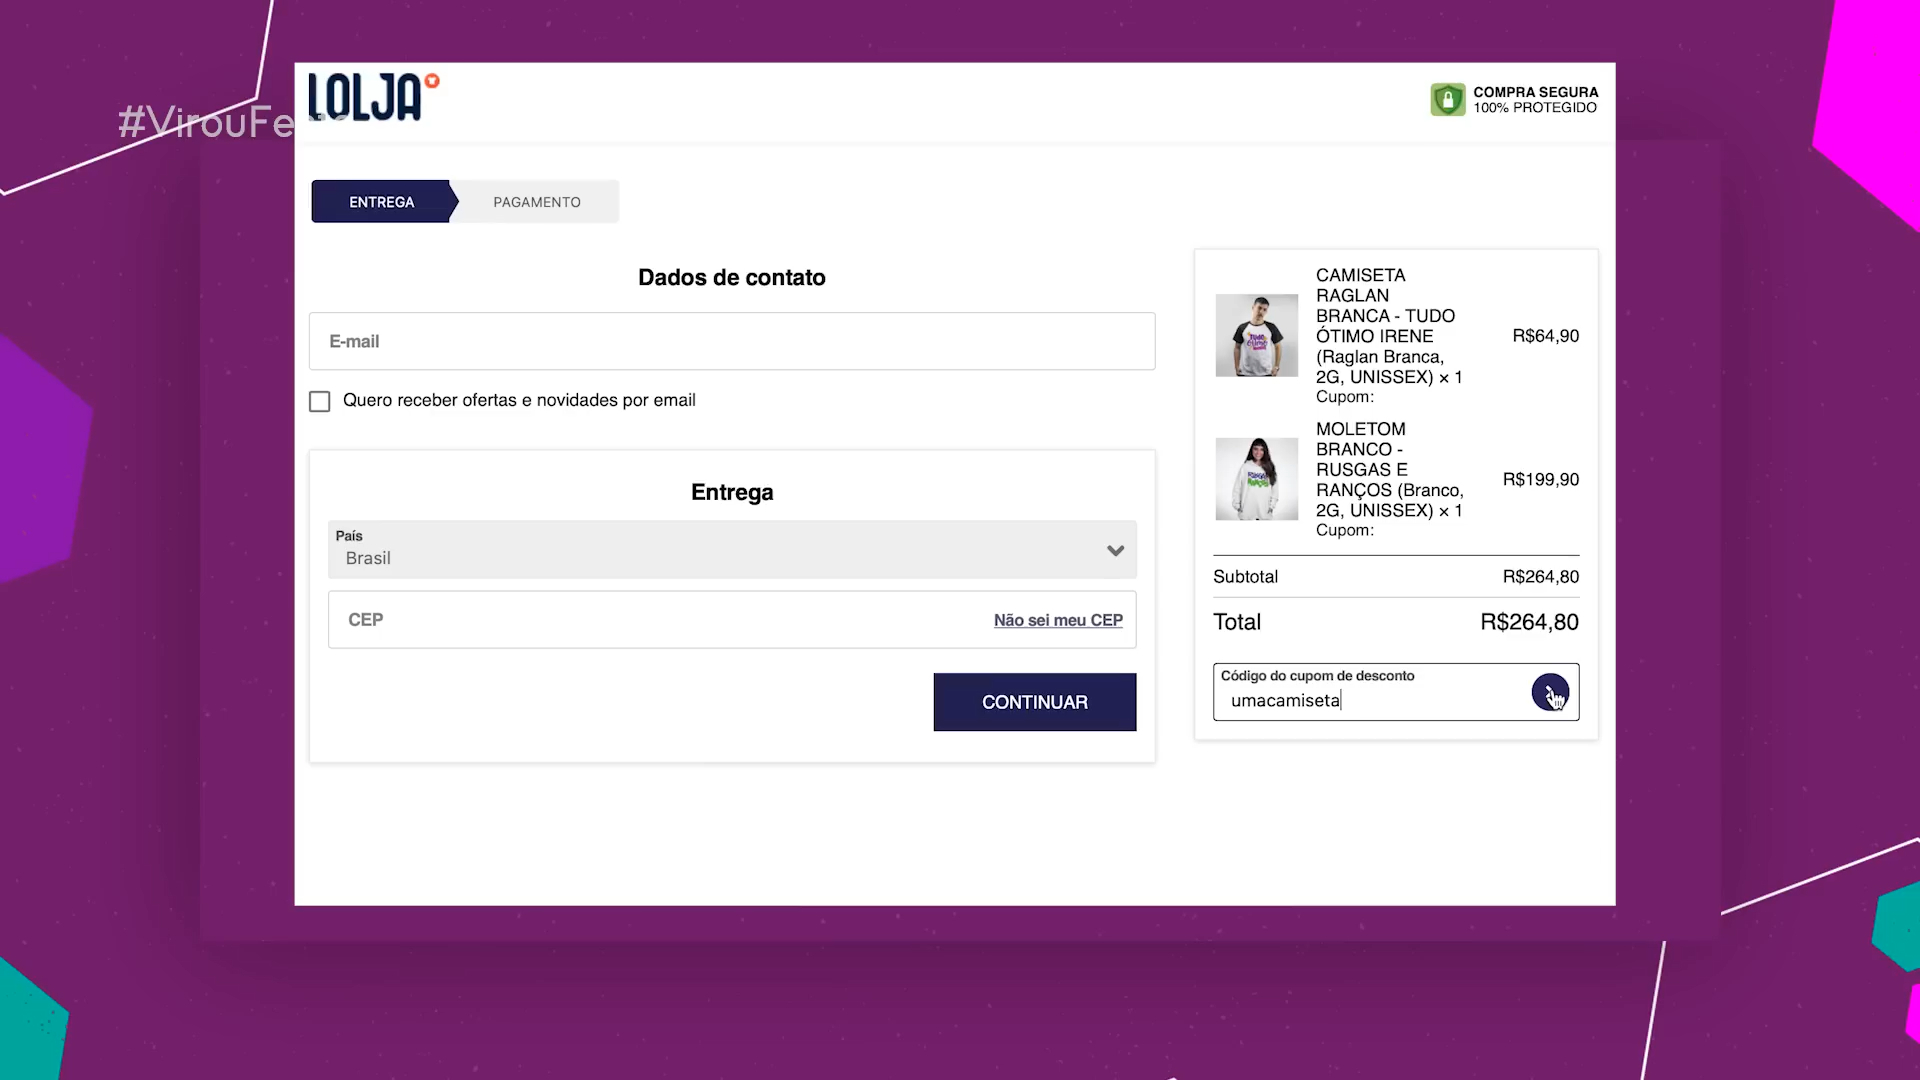 #VirouFe
LOLJA
COMPRA SEGURA
100% PROTEGIDO
ENTREGA
PAGAMENTO
Dados de contato
E-mail
Quero receber ofertas e novidades por email
Entrega
País
Brasil
CEP
Não sei meu CEP
CONTINUAR
CAMISETA
RAGLAN
BRANCA - TUDO
ÓTIMO IRENE
(Raglan Branca,
2G, UNISSEX) × 1
Cupom:
R$64,90
MOLETOM
BRANCO -
RUSGAS E
RANÇOS (Branco,
2G, UNISSEX) × 1
Cupom:
R$199,90
Subtotal
R$264,80
Total
R$264,80
Código do cupom de desconto
umacamiseta